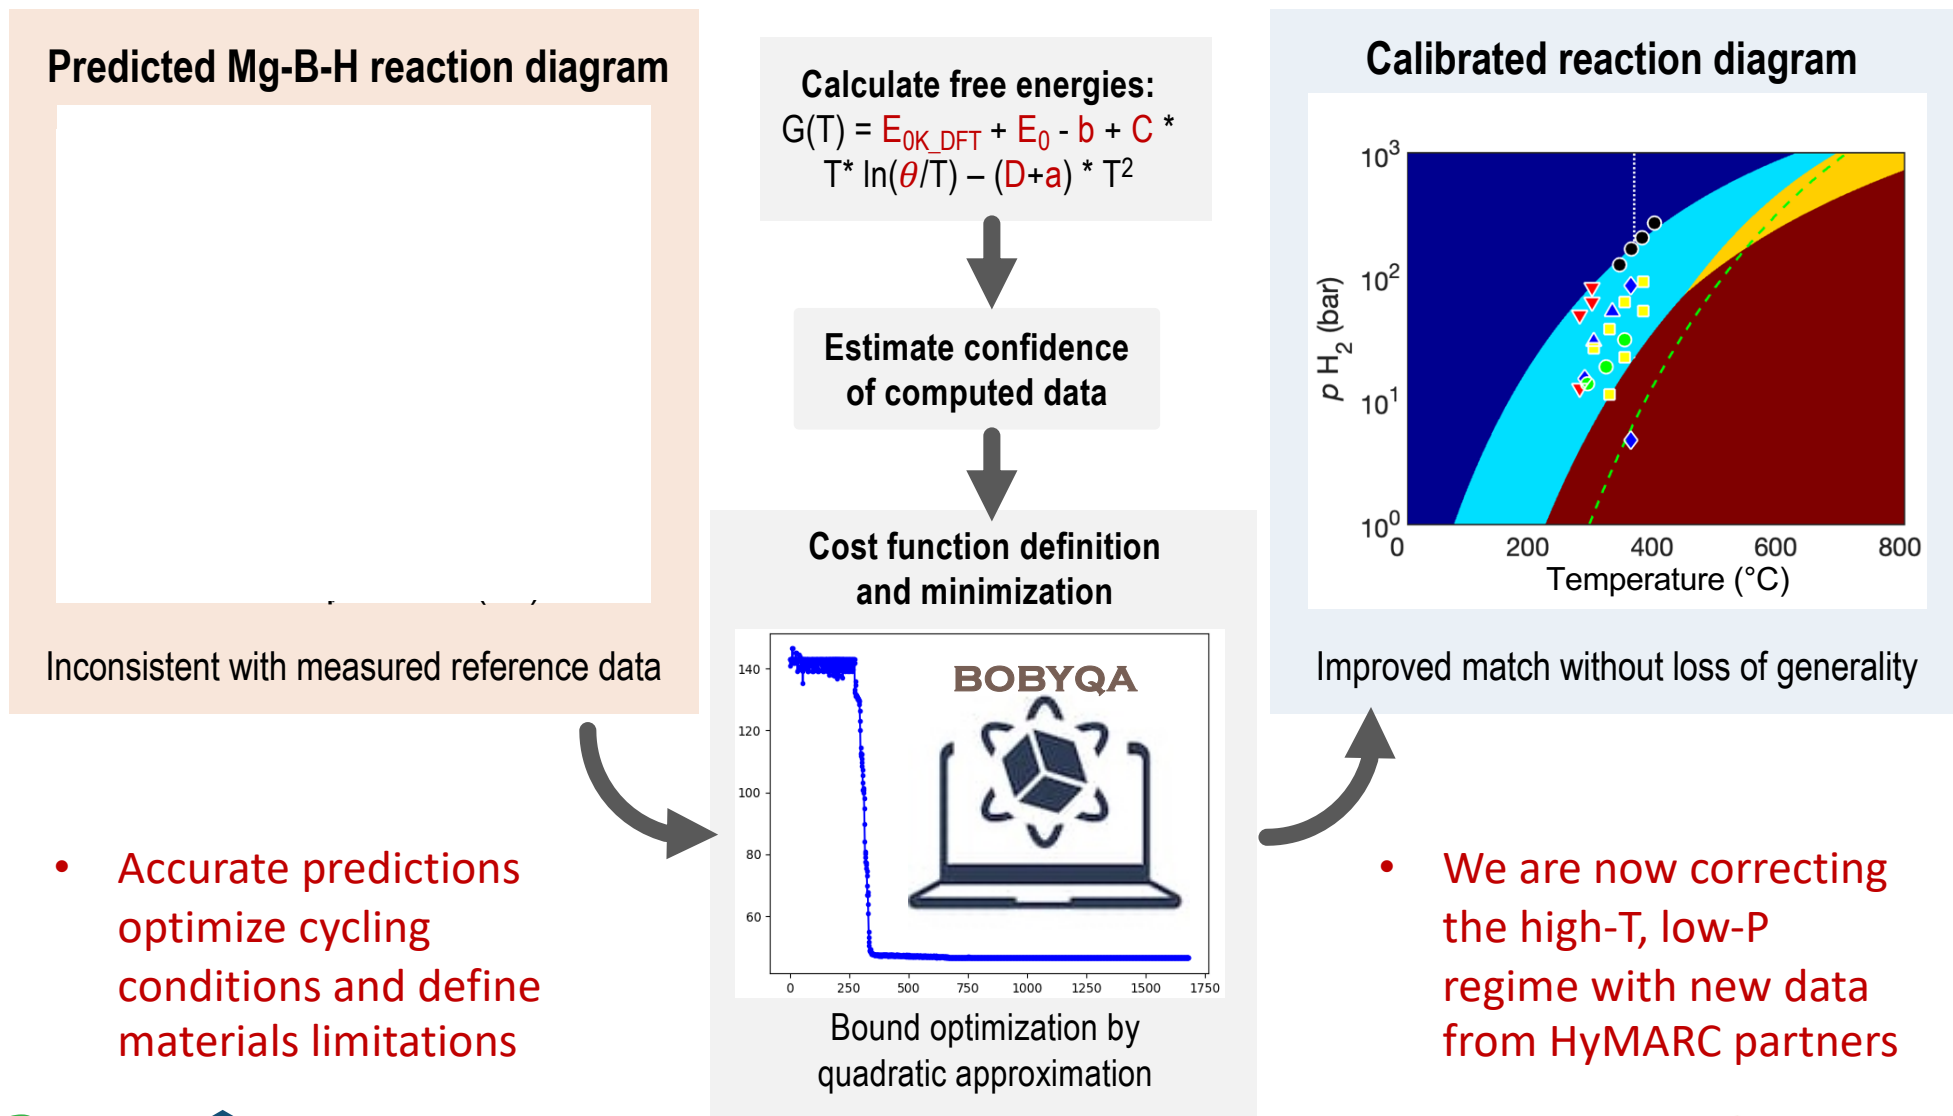 Predicted Mg-B-H reaction diagram
Inconsistent with measured reference data
• Accurate predictions
optimize cycling
conditions and define
materials limitations
Calculate free energies:
G(T) = E0K_DFT + E0 - b + C *
T* ln(θ/T) – (D+a) * T2
Estimate confidence
of computed data
Cost function definition
and minimization
BOBYQA
140
120
100
80
60
0 250 500 750 1000 1250 1500 1750
Bound optimization by
quadratic approximation
Calibrated reaction diagram
p H2 (bar)
103
102
101
100
0 200 400 600 800
Temperature (°C)
Improved match without loss of generality
• We are now correcting
the high-T, low-P
regime with new data
from HyMARC partners